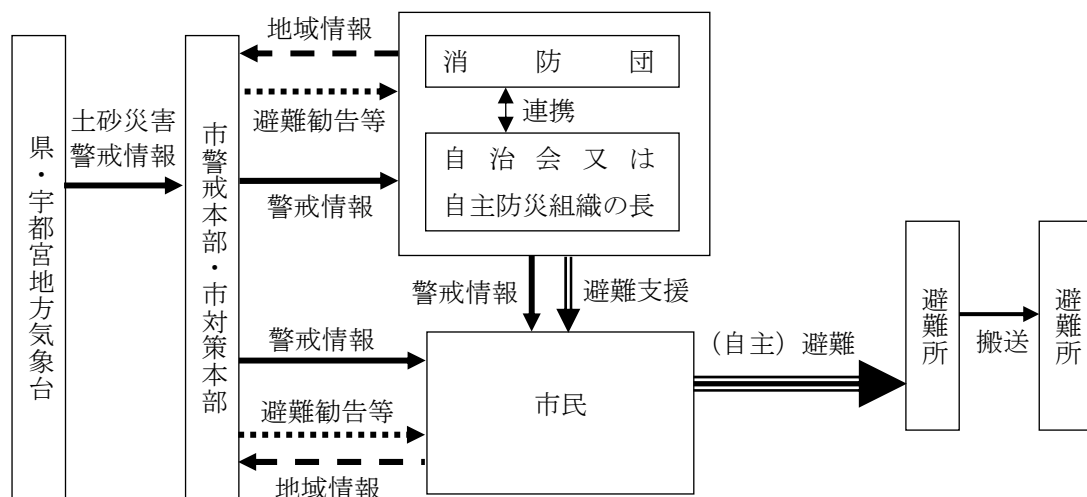 県・宇都宮地方気象台
土砂災害
警戒情報
市警戒本部・市対策本部
地域情報
避難勧告等
警戒情報
消防団
連携
自治会又は
自主防災組織の長
警戒情報
避難支援
警戒情報
避難勧告等
地域情報
市民
（自主）避難
避難所
搬送
避難所